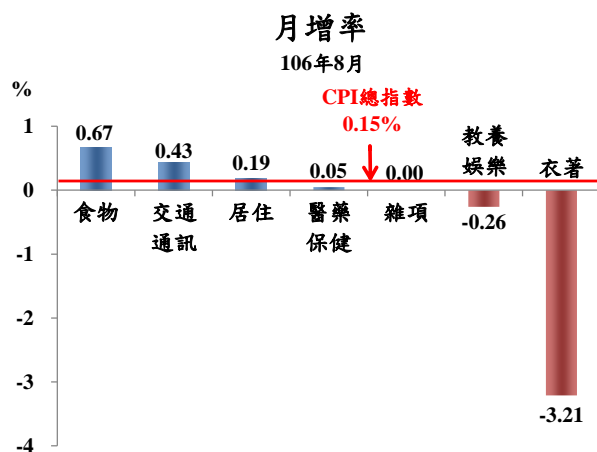 月增率
106年8月
%
CPI總指數
0.15%
1
0
-1
-2
-3
-4
0.67
0.43
0.19
0.05
0.00
-0.26
-3.21
食物
交通
通訊
居住
醫藥
保健
雜項
教養
娛樂
衣著